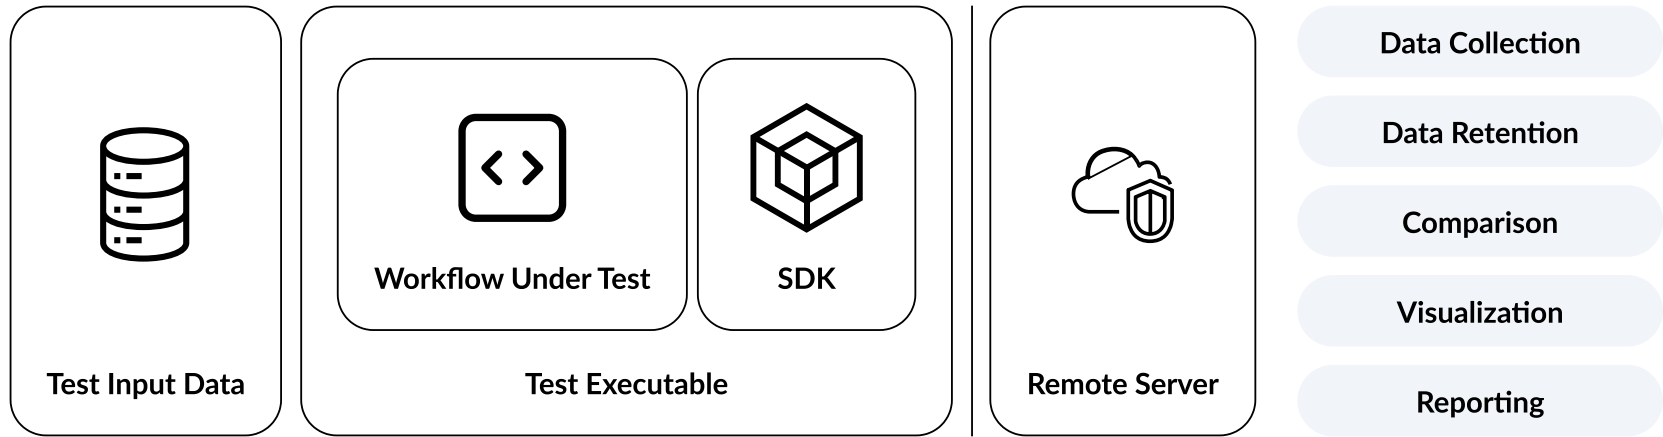 Data Collection
Data Retention
Comparison
Workflow Under Test
SDK
Visualization
Test Input Data
Test Executable
Remote Server
Reporting